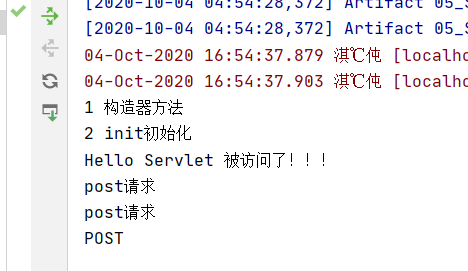 [2020-10-04 04:54:28,372] Artifact 05_S
[2020-10-04 04:54:28,372] Artifact 05_S
04-Oct-2020 16:54:37.879 淇℃伅 [localho
04-Oct-2020 16:54:37.903 淇℃伅 [localho
1 构造器方法
2 init初始化
Hello Servlet 被访问了！！！
post请求
post请求
POST